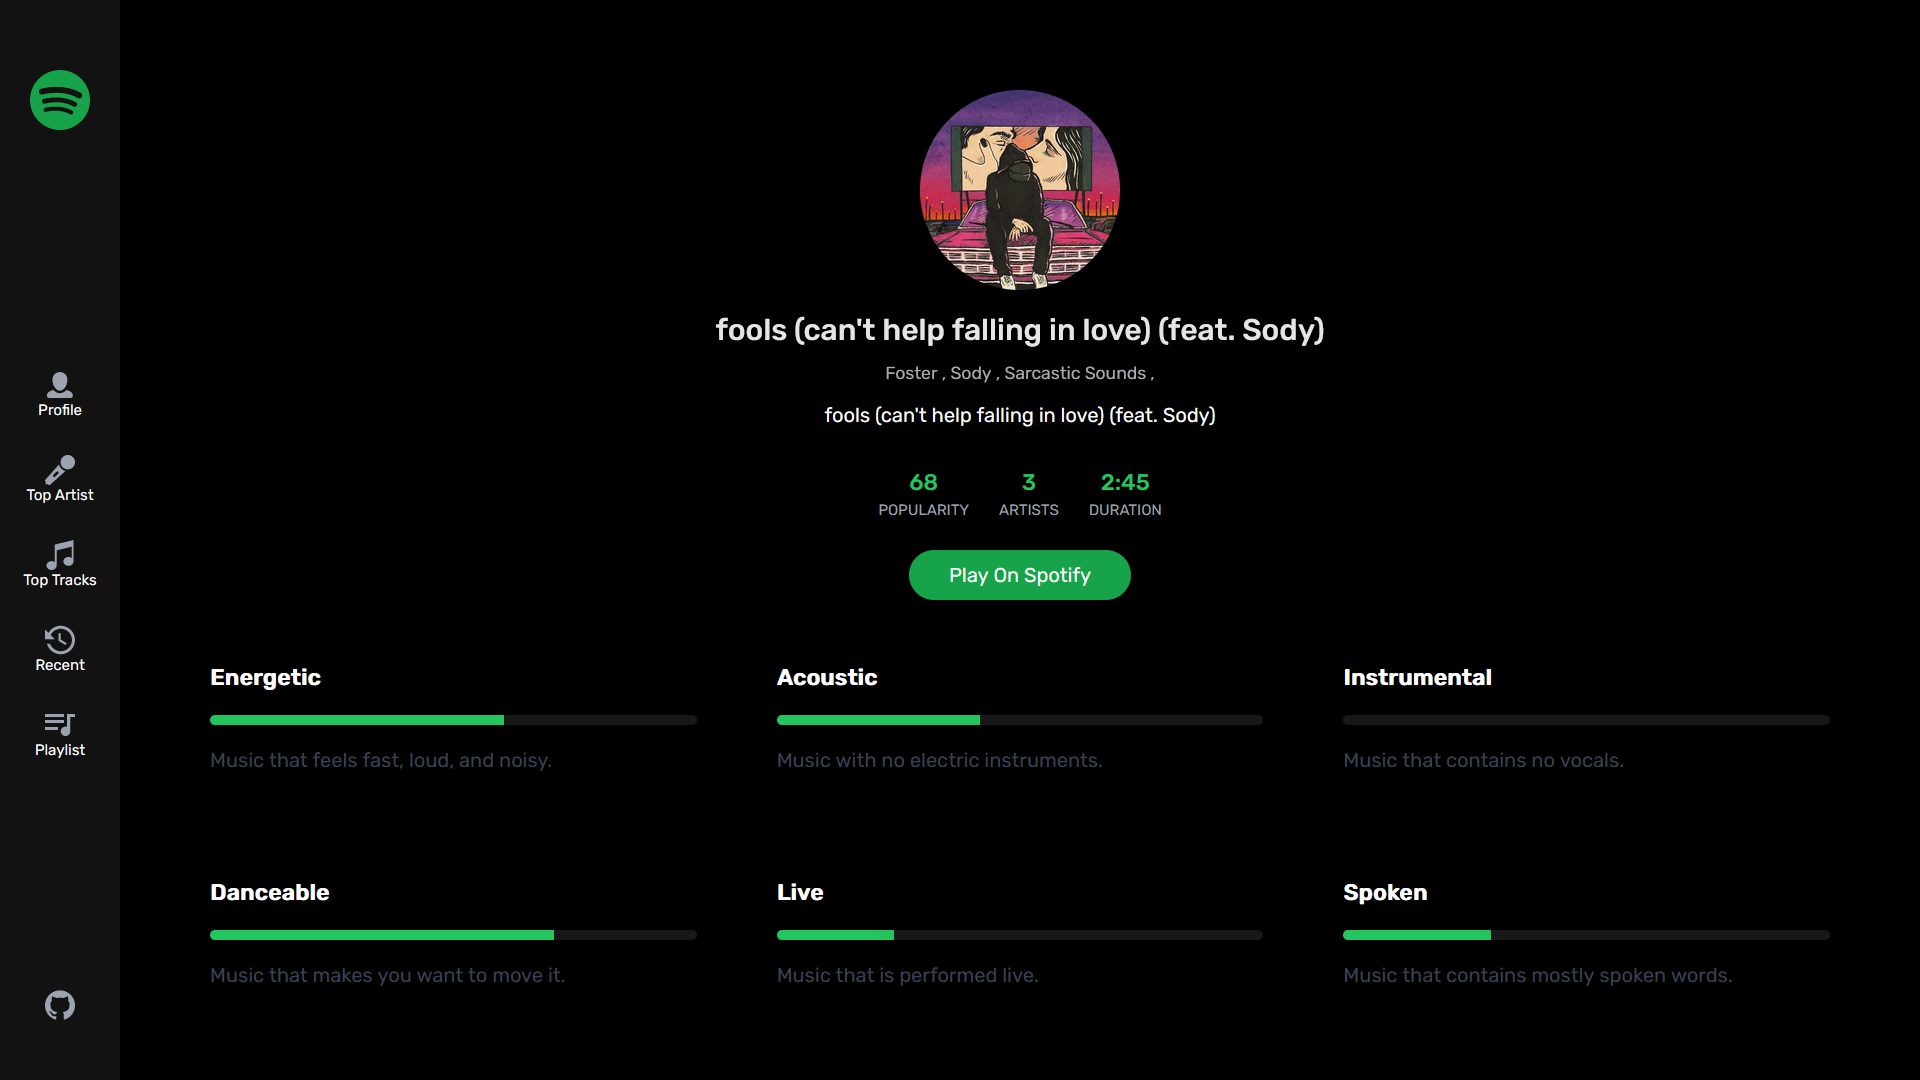 Profile
Top Artist
Top Tracks
Recent
Playlist
fools (can't help falling in love) (feat. Sody)
Foster , Sody , Sarcastic Sounds ,
fools (can't help falling in love) (feat. Sody)
68 3 2:45
POPULARITY ARTISTS DURATION
Play On Spotify
Energetic Acoustic Instrumental
Music that feels fast, loud, and noisy. Music with no electric instruments. Music that contains no vocals.
Danceable Live Spoken
Music that makes you want to move it. Music that is performed live. Music that contains mostly spoken words.